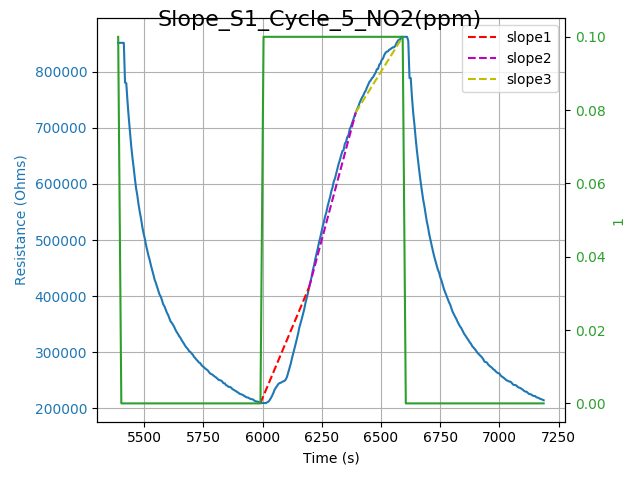 Slope_S1_Cycle_5_NO2(ppm)
slope1
slope2
slope3
Resistance (Ohms)
800000
700000
600000
500000
400000
300000
200000
0.10
0.08
0.06
0.04
0.02
0.00
1
5500 5750 6000 6250 6500 6750 7000 7250
Time (s)